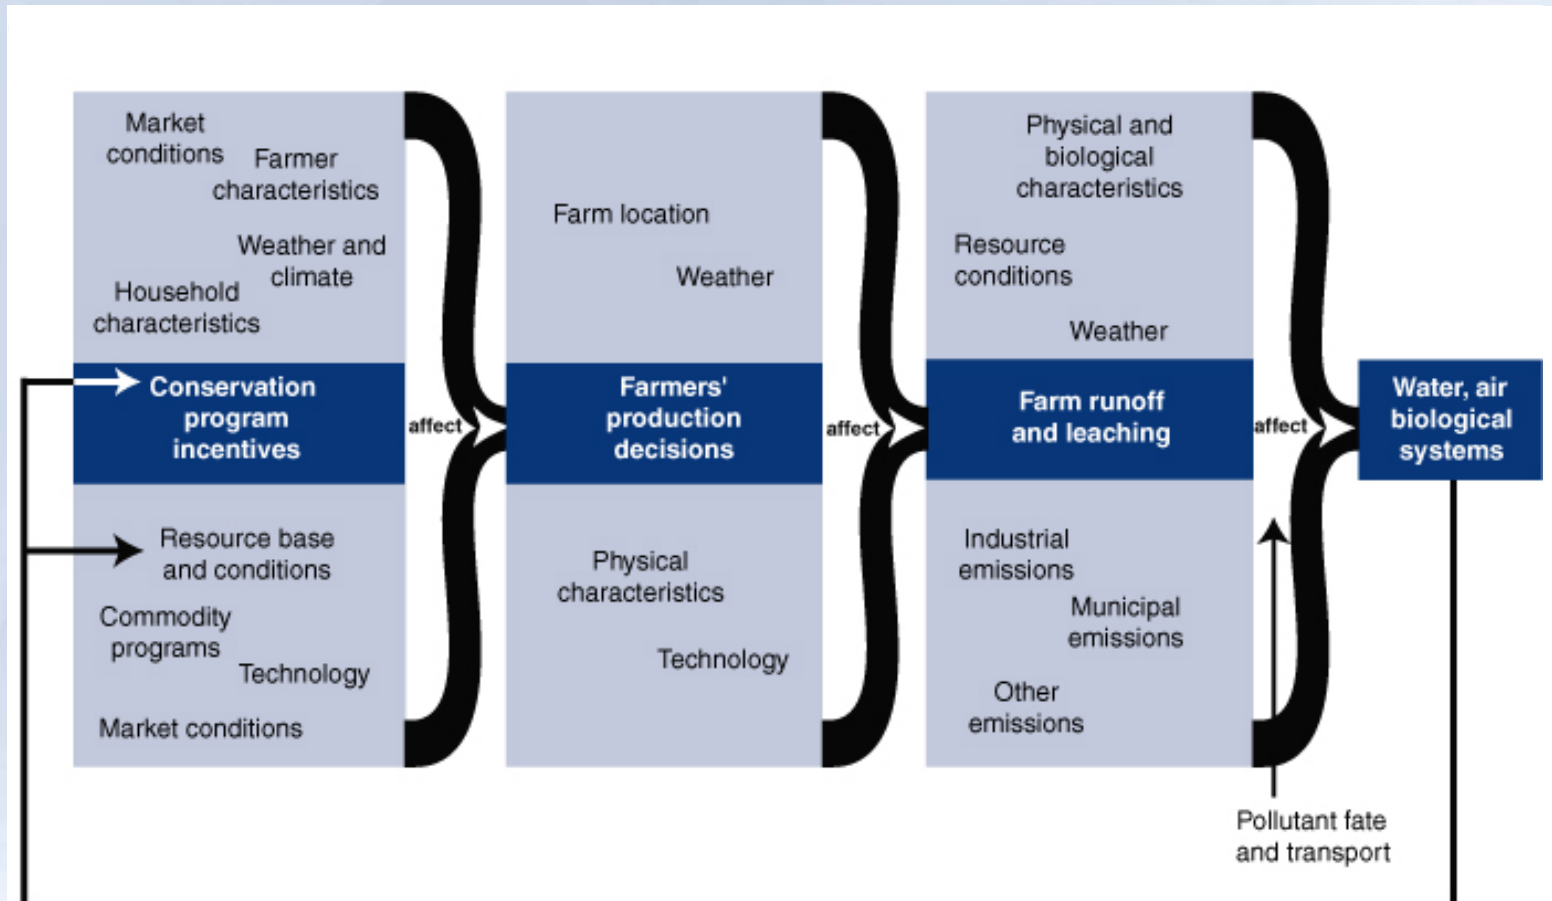 Market
conditions
Farmer
characteristics
Weather and
climate
Household
characteristics
Conservation
program
incentives
Resource base
and conditions
Commodity
programs
Technology
Market conditions
affect
Farm location
Weather
Farmers'
production
decisions
Physical
characteristics
Technology
affect
Physical and
biological
characteristics
Resource
conditions
Weather
Farm runoff
and leaching
Industrial
emissions
Municipal
emissions
Other
emissions
affect
Water, air
biological
systems
Pollutant fate
and transport